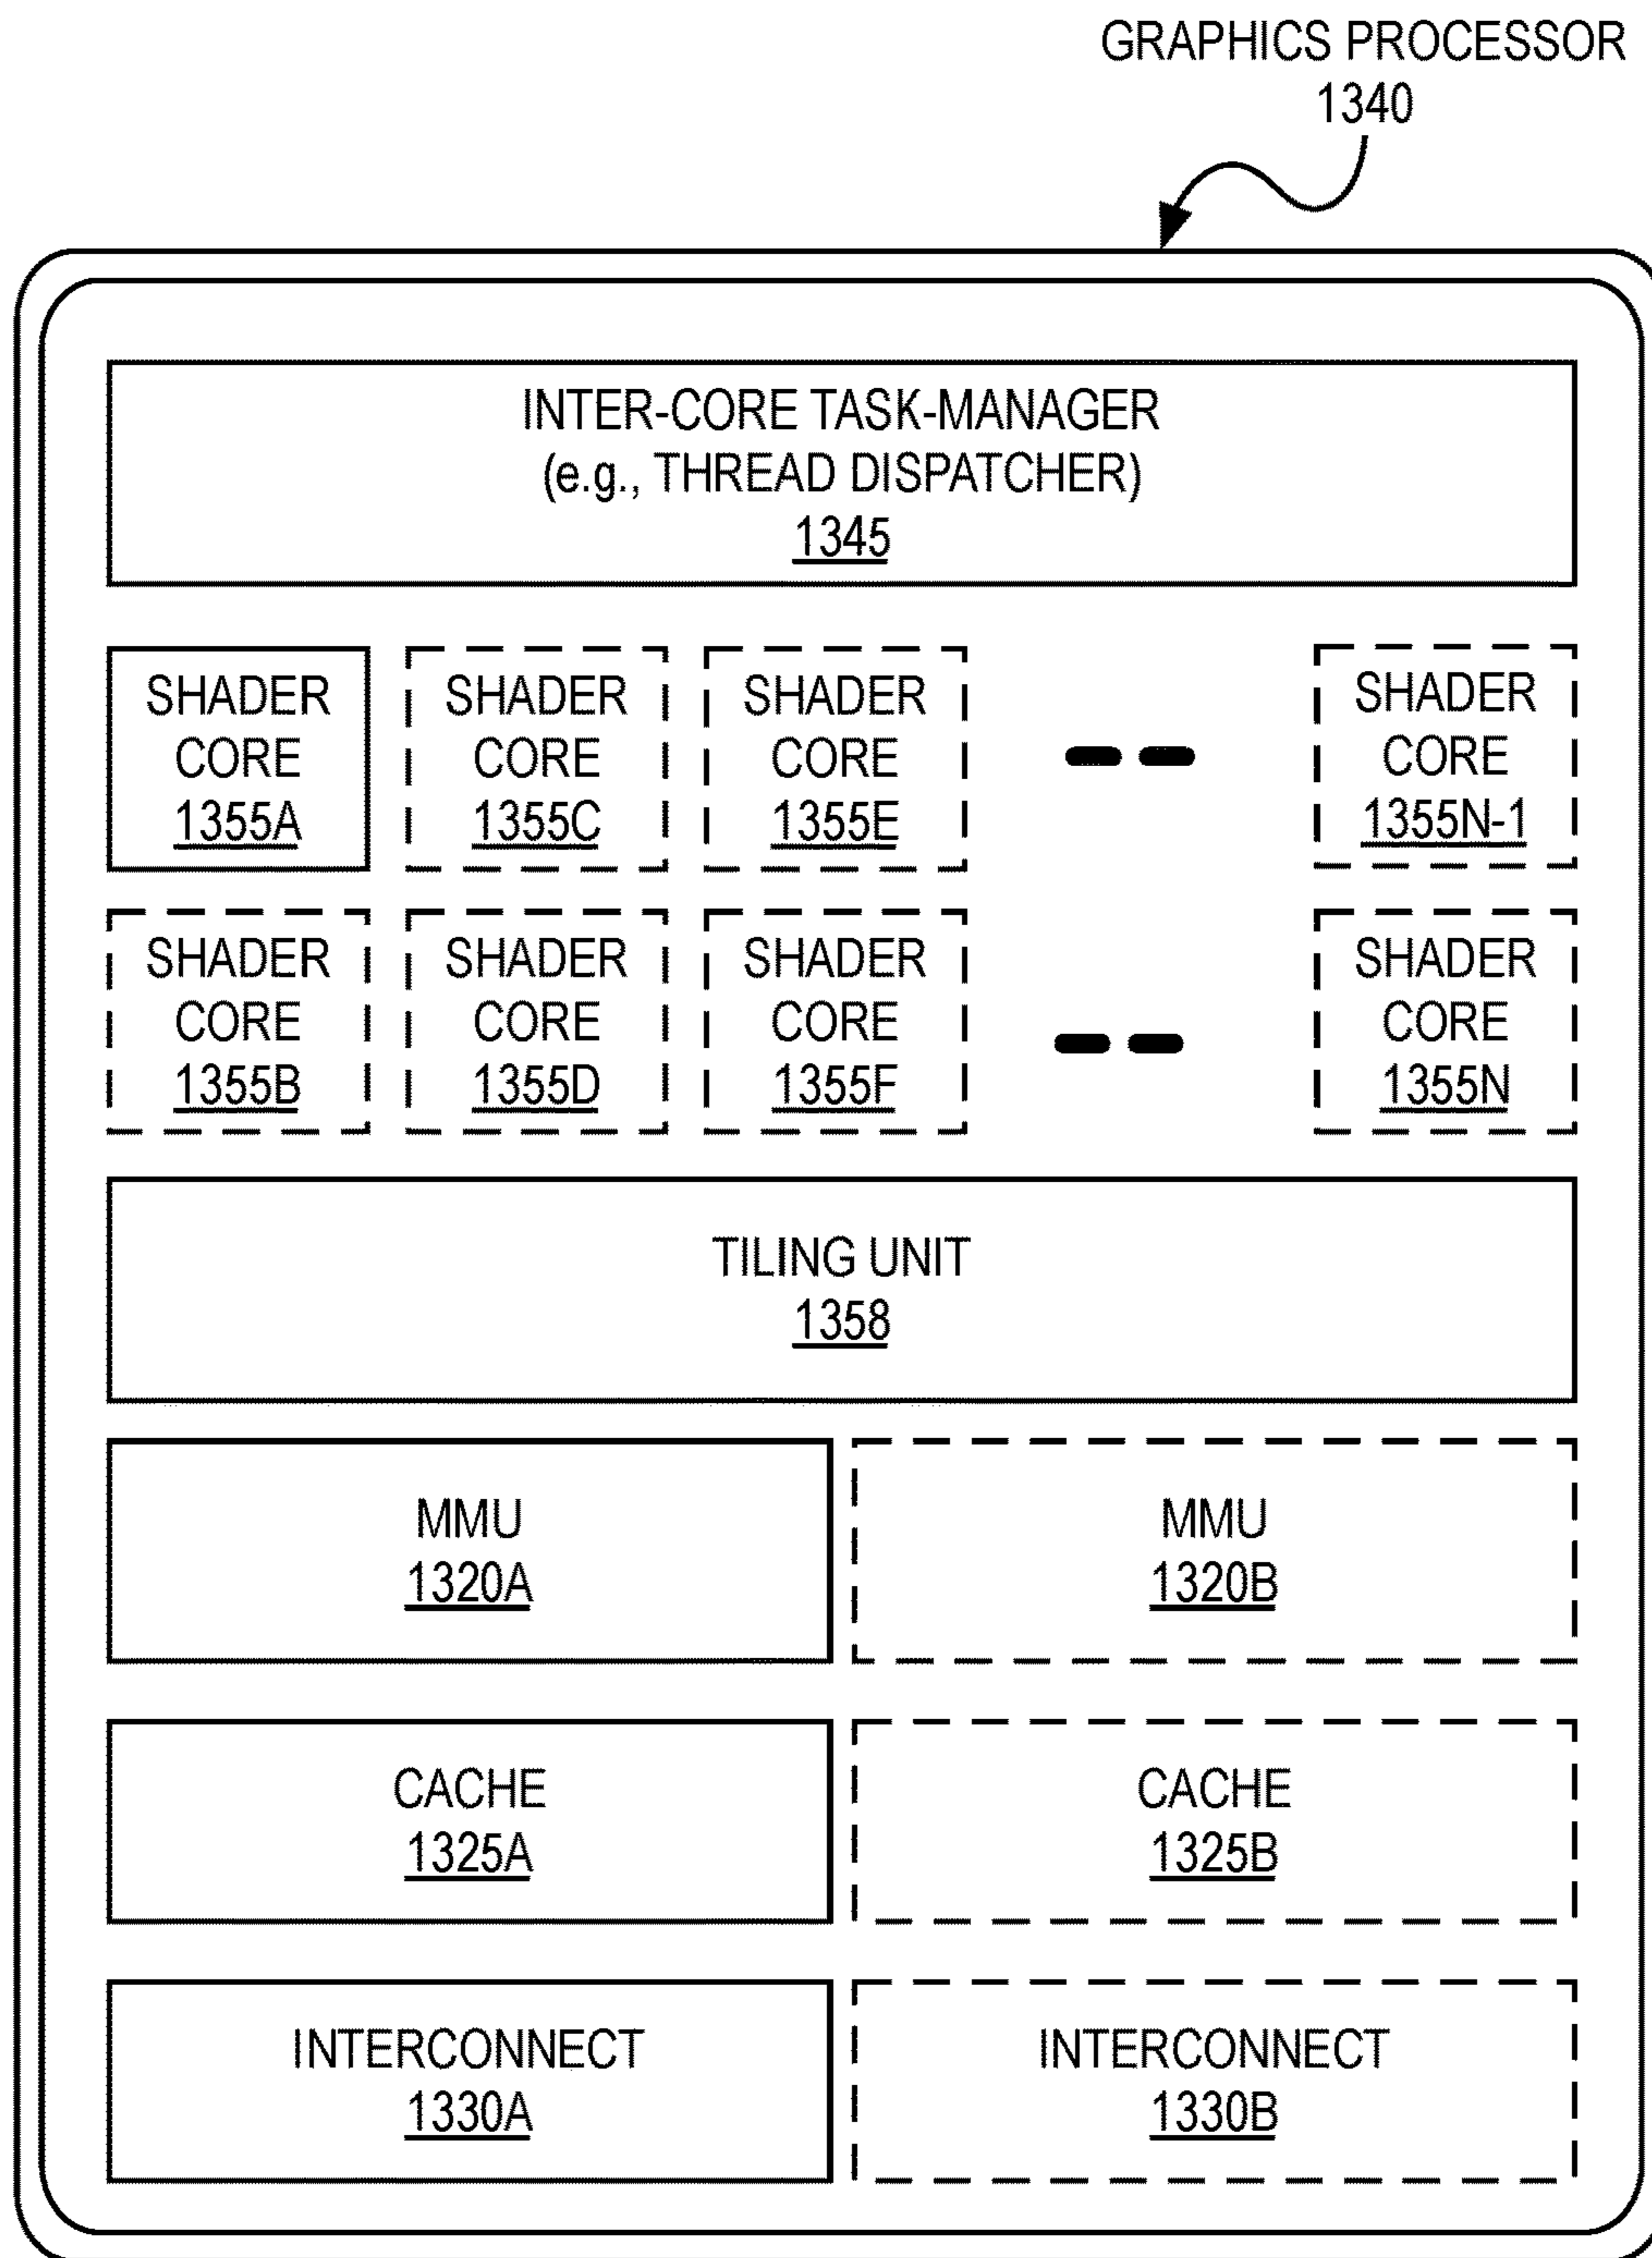 GRAPHICS PROCESSOR
1340
INTER-CORE TASK-MANAGER
(e.g., THREAD DISPATCHER)
1345
SHADER
CORE
1355A
SHADER
CORE
1355C
SHADER
CORE
1355E
SHADER
CORE
1355N-1
SHADER
CORE
1355B
SHADER
CORE
1355D
SHADER
CORE
1355F
SHADER
CORE
1355N
TILING UNIT
1358
MMU
1320A
MMU
1320B
CACHE
1325A
CACHE
1325B
INTERCONNECT
1330A
INTERCONNECT
1330B